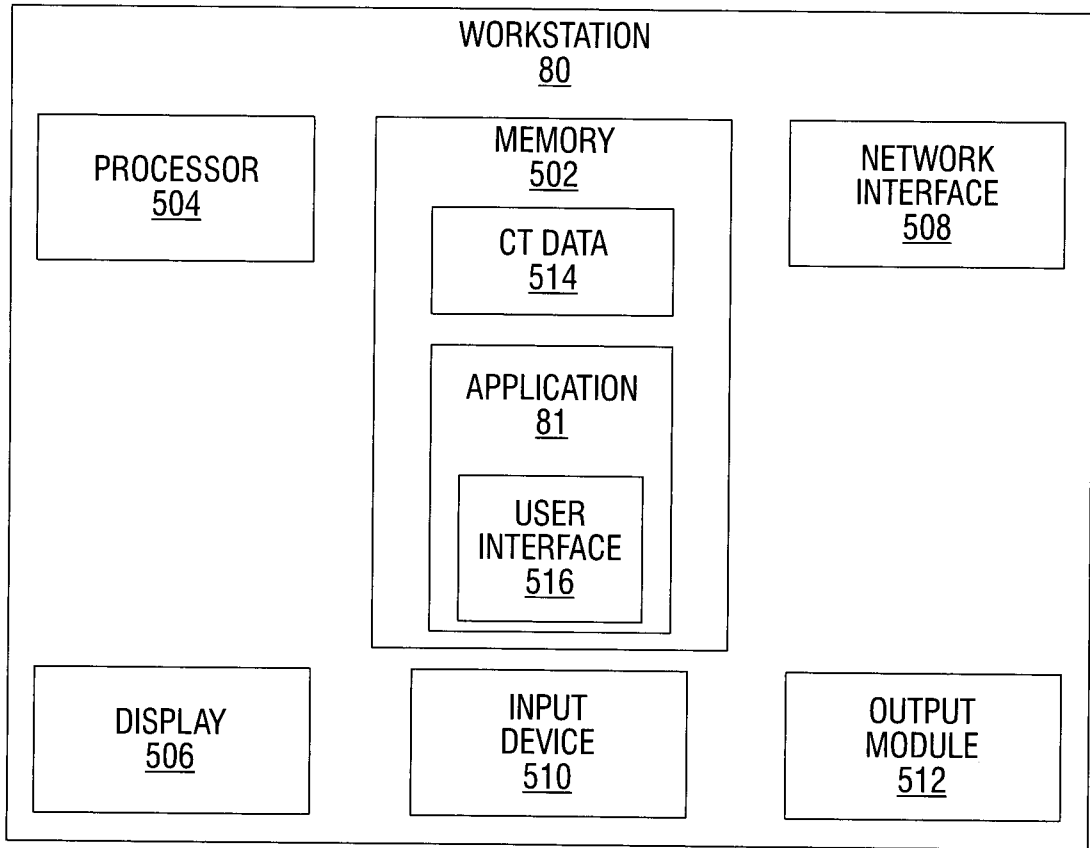 WORKSTATION
80
PROCESSOR
504
MEMORY
502
NETWORK
INTERFACE
508
CT DATA
514
APPLICATION
81
USER
INTERFACE
516
DISPLAY
506
INPUT
DEVICE
510
OUTPUT
MODULE
512